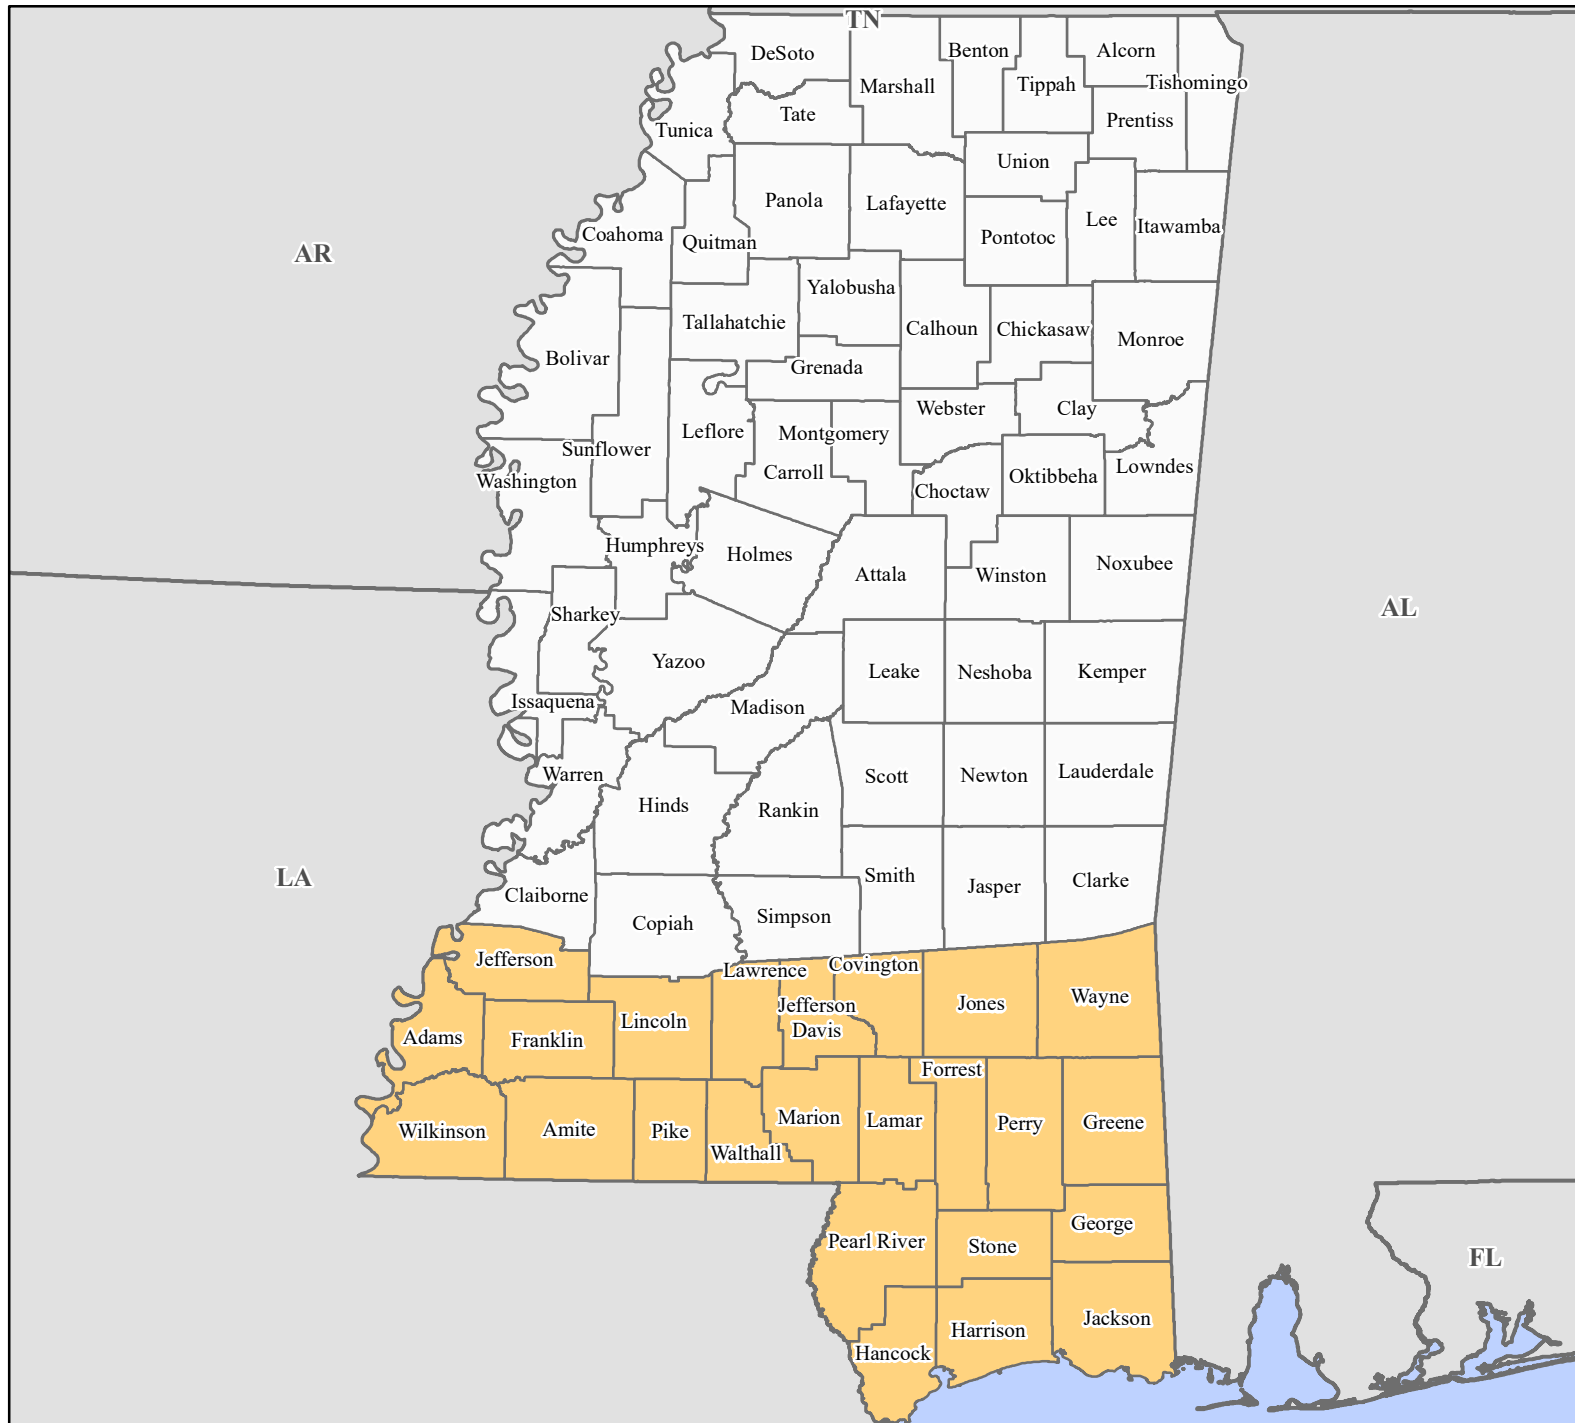 TN
DeSoto
Benton
Alcorn
Marshall
Tippah
Tishomingo
Tate
Prentiss
Tunica
Union
Panola
Lafayette
Lee
Itawamba
Coahoma
Quitman
Pontotoc
AR
Yalobusha
Tallahatchie
Calhoun
Chickasaw
Monroe
Bolivar
Grenada
Webster
Clay
Leflore
Montgomery
Sunflower
Carroll
Lowndes
Washington
Choctaw
Oktibbeha
Humphreys
Holmes
Attala
Winston
Noxubee
Sharkey
AL
Yazoo
Leake
Neshoba
Kemper
Issaquena
Madison
Warren
Scott
Newton
Lauderdale
Hinds
Rankin
LA
Smith
Jasper
Clarke
Claiborne
Copiah
Simpson
Jefferson
Lawrence
Covington
Jefferson
Davis
Jones
Wayne
Adams
Franklin
Lincoln
Forrest
Wilkinson
Amite
Pike
Walthall
Marion
Lamar
Perry
Greene
George
Pearl River
Stone
FL
Harrison
Jackson
Hancock